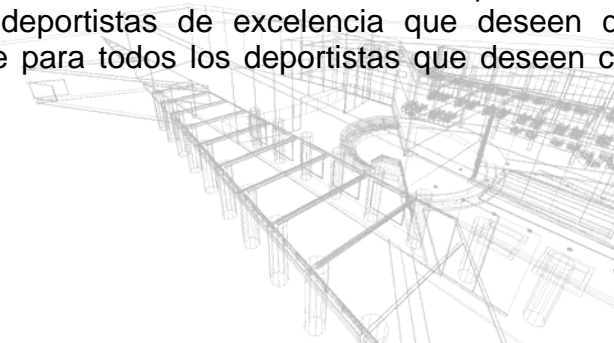 deportistas de excelencia que deseen
para todos los deportistas que deseen